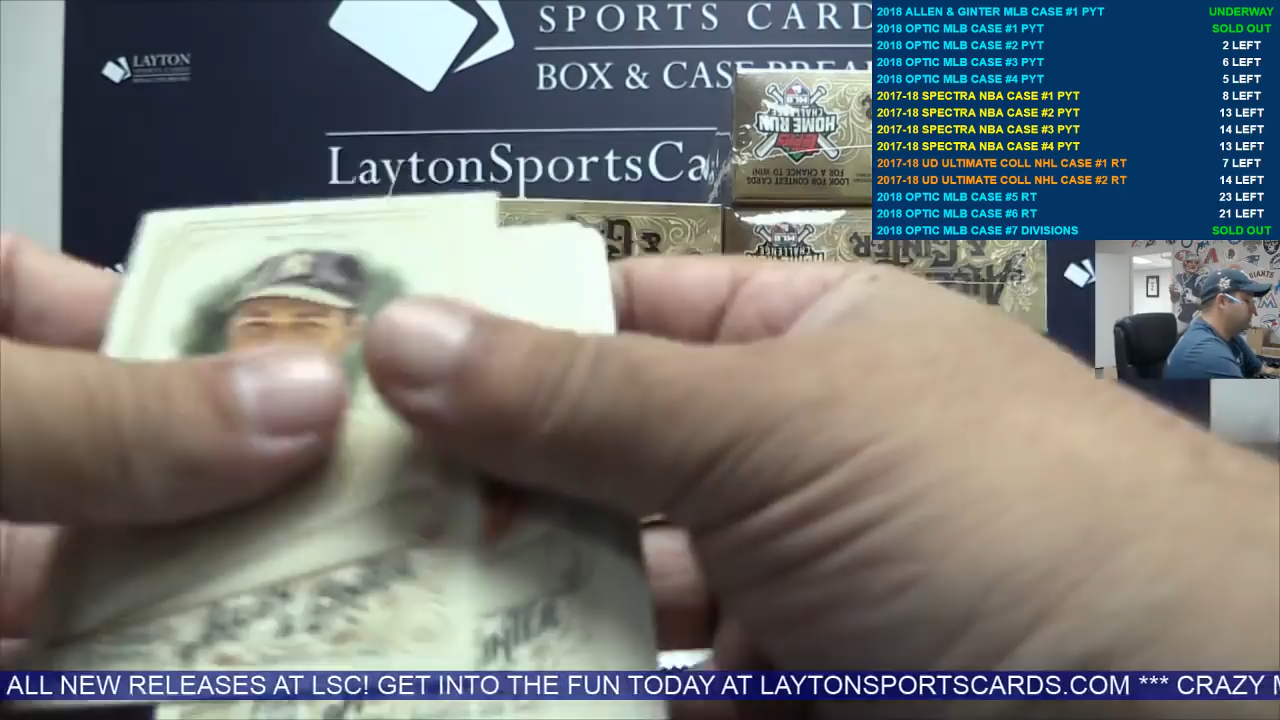 SPORTS CARD
BOX & CASE BREA
LaytonSportsCa
LAYTON
HOME RUN
LOOK FOR CONTEST CARDS
FOR A CHANCE TO WIN!
2018 ALLEN & GINTER MLB CASE #1 PYT UNDERWAY
2018 OPTIC MLB CASE #1 PYT SOLD OUT
2018 OPTIC MLB CASE #2 PYT 2 LEFT
2018 OPTIC MLB CASE #3 PYT 6 LEFT
2018 OPTIC MLB CASE #4 PYT 5 LEFT
2017-18 SPECTRA NBA CASE #1 PYT 8 LEFT
2017-18 SPECTRA NBA CASE #2 PYT 13 LEFT
2017-18 SPECTRA NBA CASE #3 PYT 14 LEFT
2017-18 SPECTRA NBA CASE #4 PYT 13 LEFT
2017-18 UD ULTIMATE COLL NHL CASE #1 RT 7 LEFT
2017-18 UD ULTIMATE COLL NHL CASE #2 RT 14 LEFT
2018 OPTIC MLB CASE #5 RT 23 LEFT
2018 OPTIC MLB CASE #6 RT 21 LEFT
2018 OPTIC MLB CASE #7 DIVISIONS SOLD OUT
ALL NEW RELEASES AT LSC! GET INTO THE FUN TODAY AT LAYTONSPORTSCARDS.COM *** CRAZY